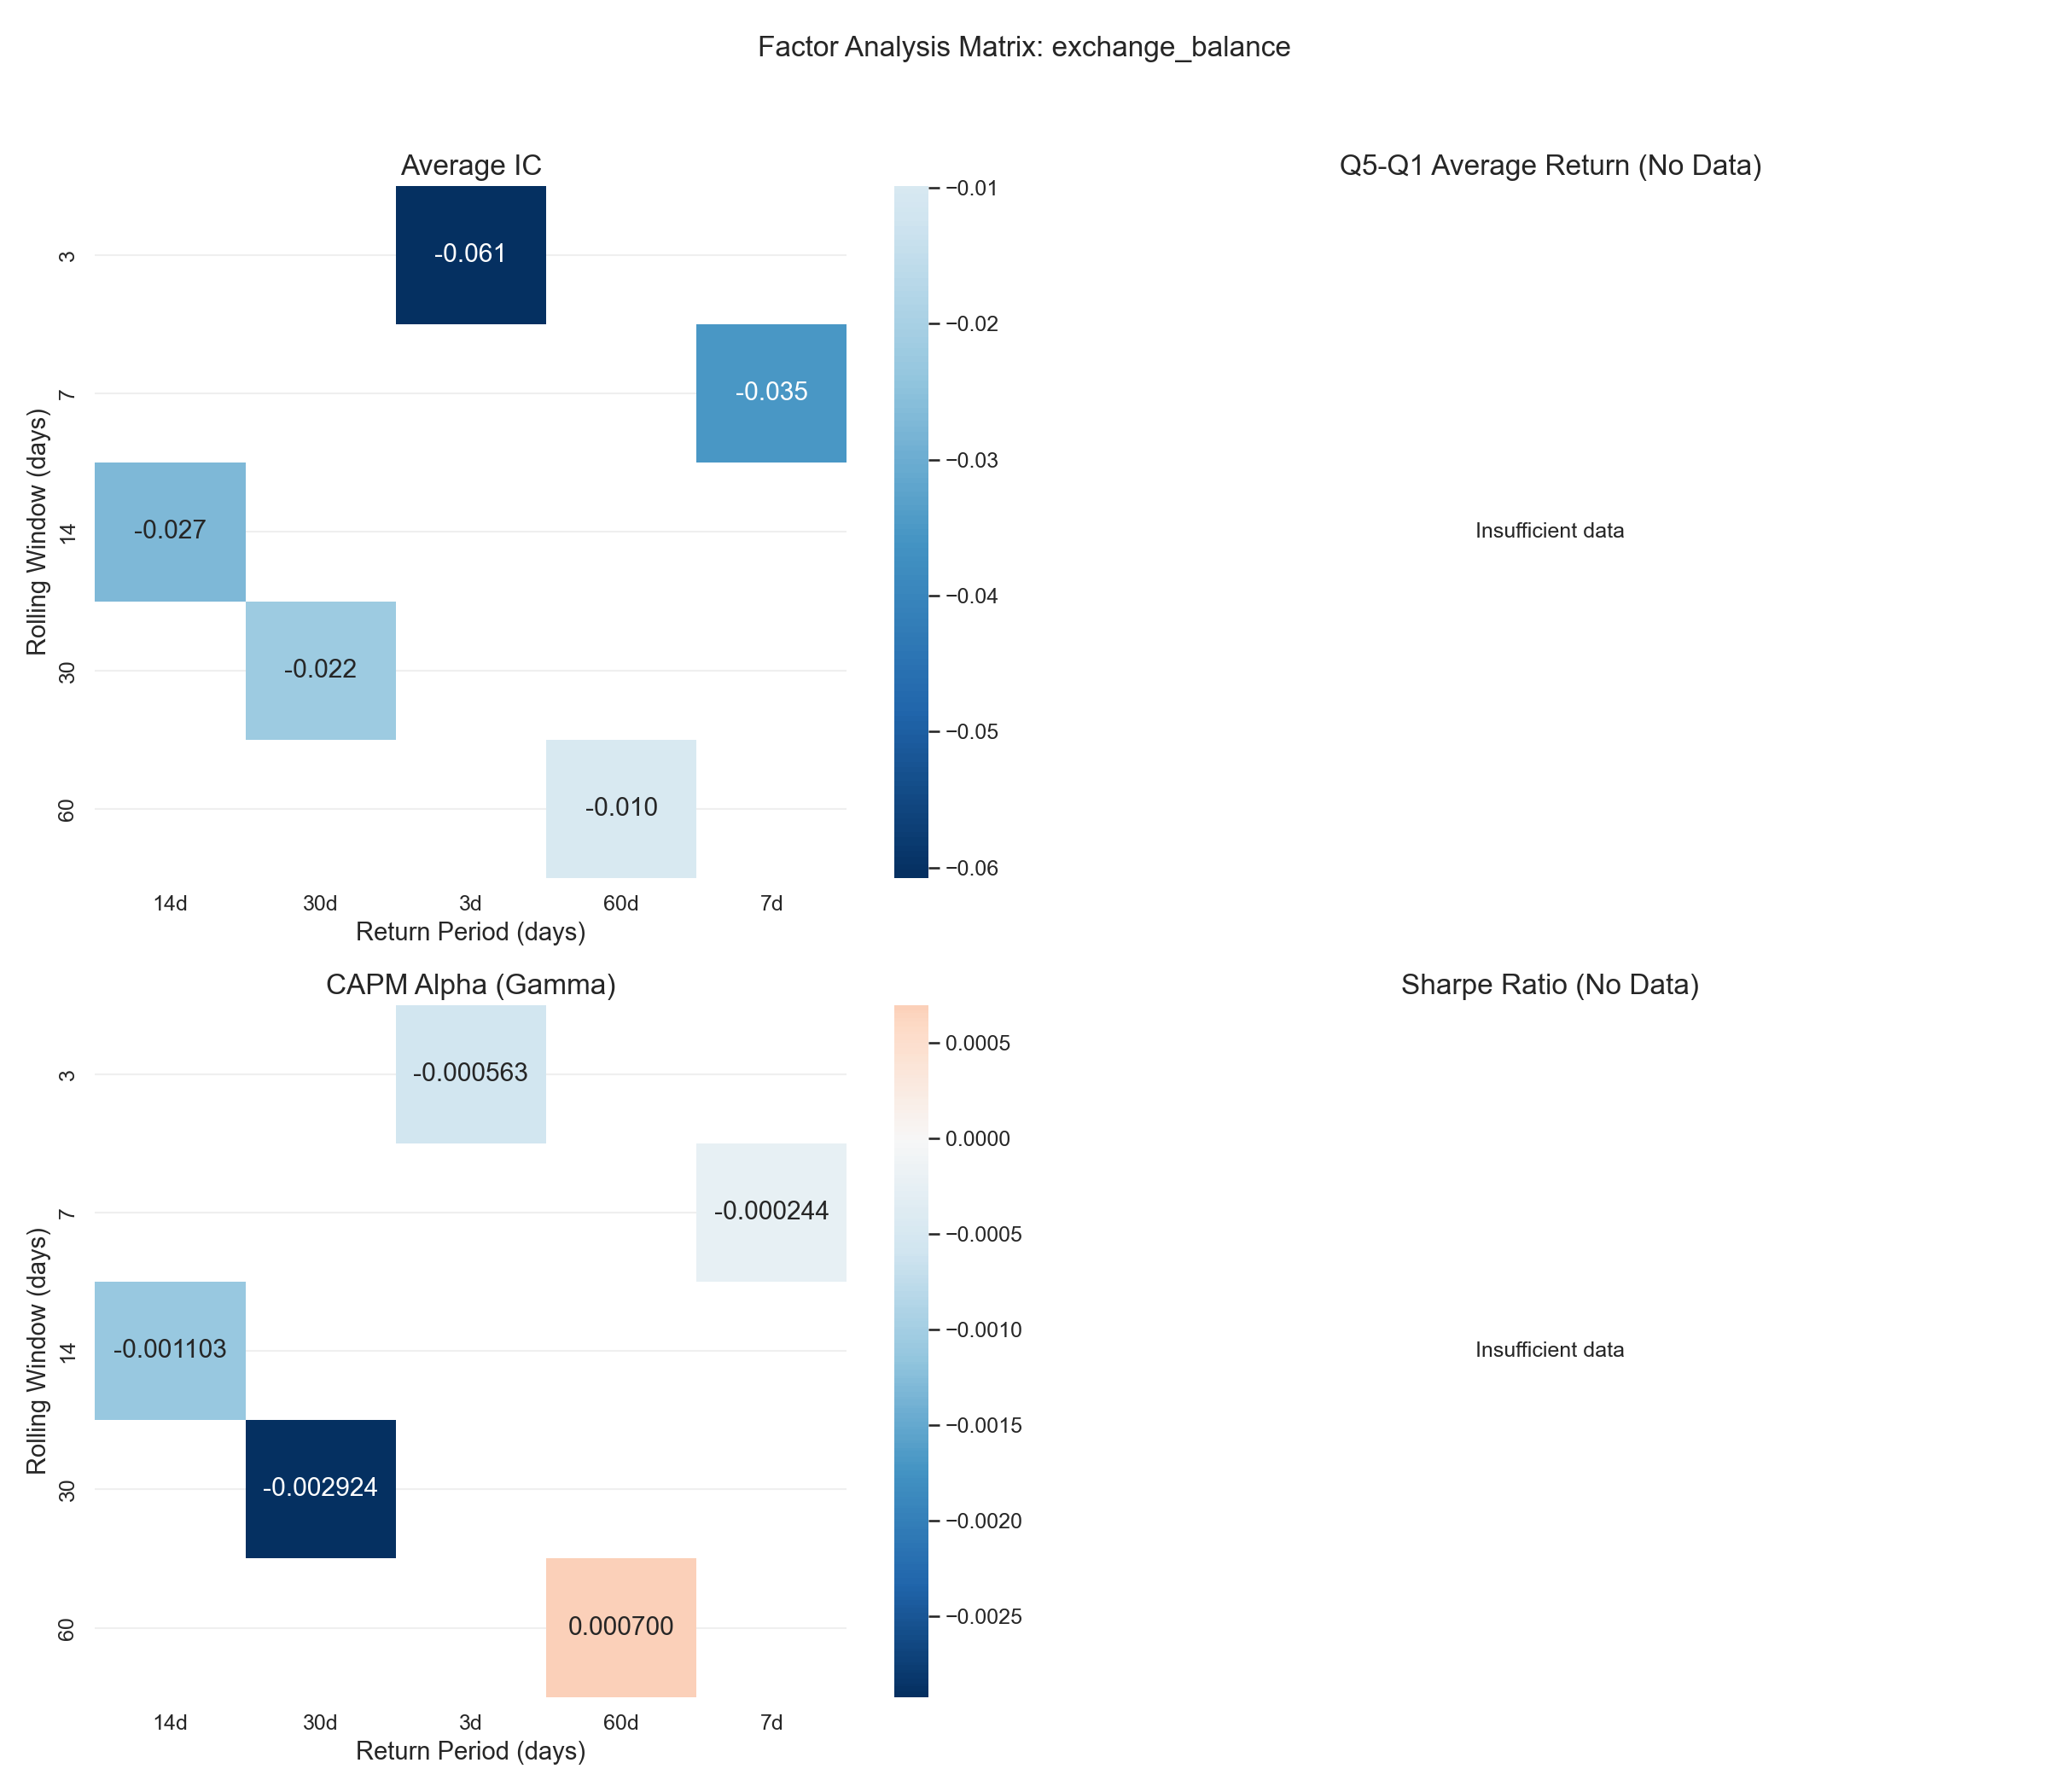 Factor Analysis Matrix: exchange_balance
Average IC
Rolling Window (days)
3
7
14
30
60
-0.061
-0.035
-0.027
-0.022
-0.010
14d 30d 3d 60d 7d
Return Period (days)
−0.01
−0.02
−0.03
−0.04
−0.05
−0.06
Q5-Q1 Average Return (No Data)
Insufficient data
CAPM Alpha (Gamma)
Rolling Window (days)
3
7
14
30
60
-0.000563
-0.000244
-0.001103
-0.002924
0.000700
14d 30d 3d 60d 7d
Return Period (days)
0.0005
0.0000
−0.0005
−0.0010
−0.0015
−0.0020
−0.0025
Sharpe Ratio (No Data)
Insufficient data